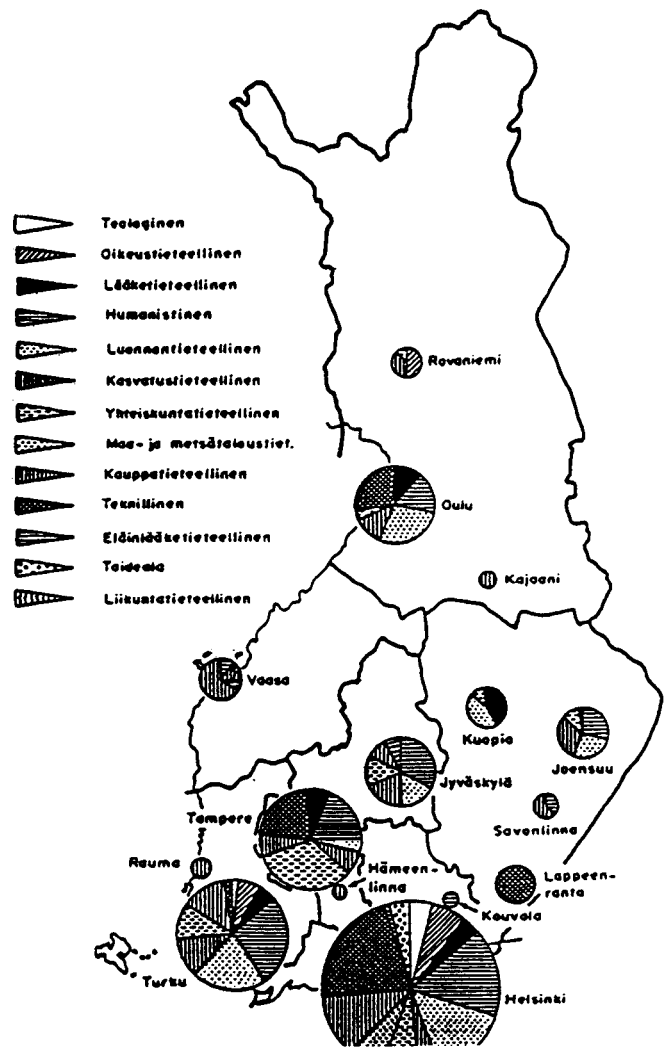 Teologinen
Oikeustieteellinen
Lääketieteellinen
Humanistinen
Luonnontieteellinen
Kasvatustieteellinen
Yhteiskuntatieteellinen
Maa- ja metsätaloustiet.
Kauppatieteellinen
Teknillinen
Eläinlääketieteellinen
Taideala
Liikuntatieteellinen
Rovaniemi
Oulu
Kajaani
Vaasa
Kuopio
Joensuu
Jyväskylä
Savonlinna
Tampere
Rauma
Hämeen-
linna
Lappeen-
ranta
Kouvola
Turku
Helsinki